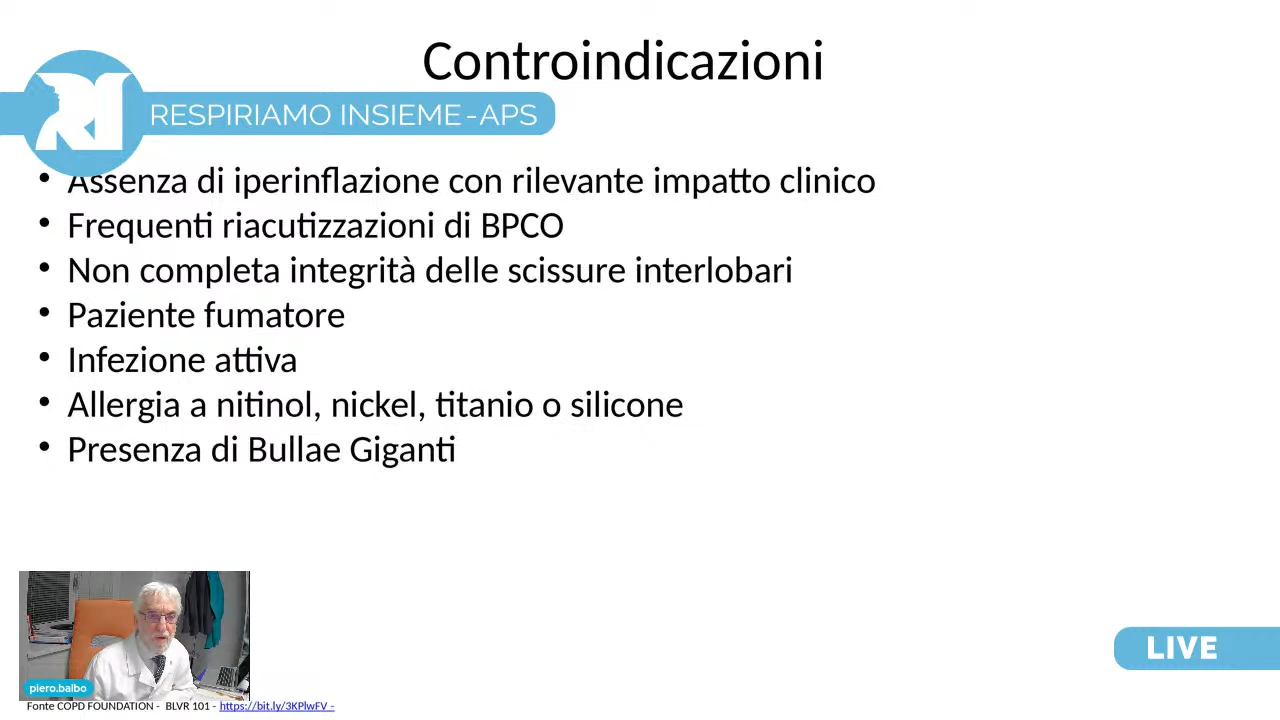 Controindicazioni
RESPIRIAMO INSIEME-APS
• Assenza di iperinflazione con rilevante impatto clinico
• Frequenti riacutizzazioni di BPCO
• Non completa integrità delle scissure interlobari
• Paziente fumatore
• Infezione attiva
• Allergia a nitinol, nickel, titanio o silicone
• Presenza di Bullae Giganti
LIVE
piero.balbo
Fonte COPD FOUNDATION - BLVR 101 - https://bit.ly/3KPlwFV -